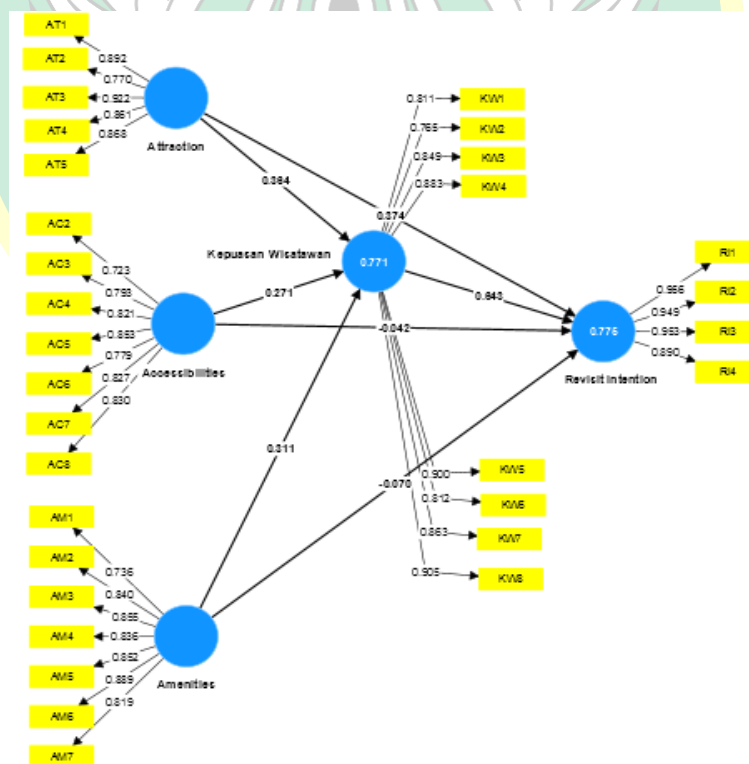 AT1
0.892
AT2
0.770
AT3
0.922
AT4
0.861
AT5
0.868
Attraction
0.364
0.374
0.811
KW1
0.765
KW2
0.849
KW3
0.883
KW4
Kepuasan Wisatawan
0.771
AC2
0.723
AC3
0.793
AC4
0.821
AC5
0.853
AC6
0.779
AC7
0.827
AC8
0.830
Accessibilities
0.271
-0.042
0.643
0.775
Revisit Intention
RI1
0.966
RI2
0.949
RI3
0.953
RI4
0.890
0.311
-0.070
0.900
KW5
0.812
KW6
0.863
KW7
0.905
KW8
AM1
0.736
AM2
0.840
AM3
0.855
AM4
0.836
AM5
0.852
AM6
0.889
AM7
0.819
Amenities